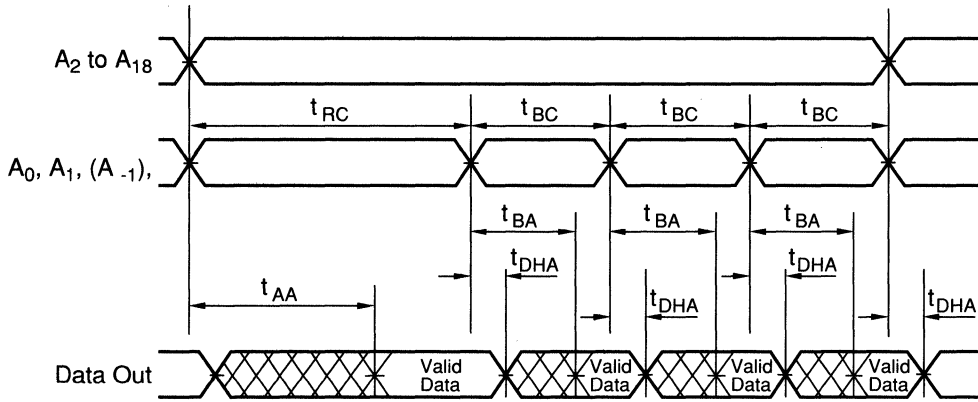 A2 to A18
tRC tBC tBC tBC
A0, A1, (A -1),
tBA tBA tBA
tDHA tDHA
tAA tDHA tDHA
Data Out Valid Data Valid Data Valid Data Valid Data